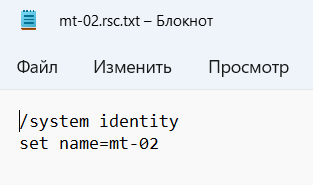 mt-02.rsc.txt – Блокнот
Файл Изменить Просмотр
/system identity
set name=mt-02